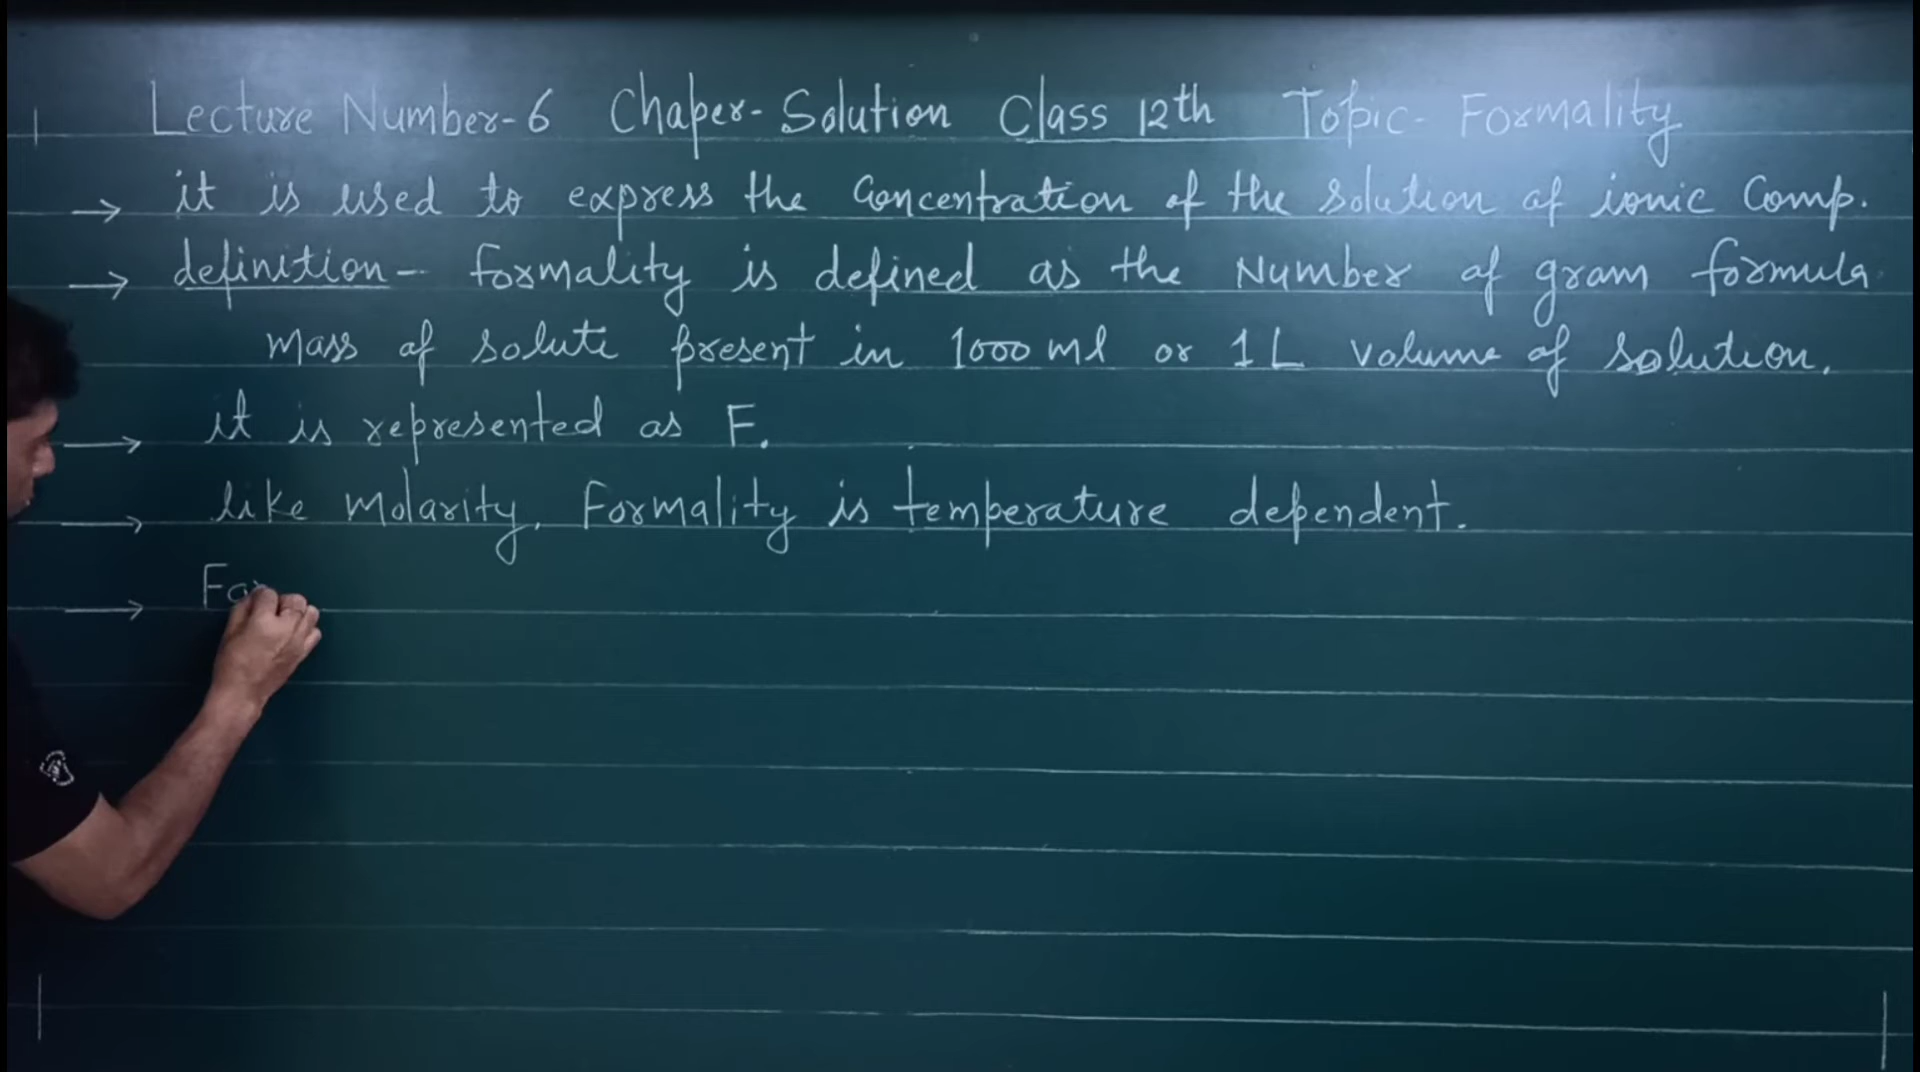 Lecture Number-6 Chaper-Solution Class 12th Topic- Formality
→ it is used to express the Concentration of the solution of ionic Comp.
→ definition- formality is defined as the Number of gram formula
mass of solute present in 1000 ml or 1 L volume of solution.
→ it is represented as F.
→ like Molarity, Formality is temperature dependent.
→ For